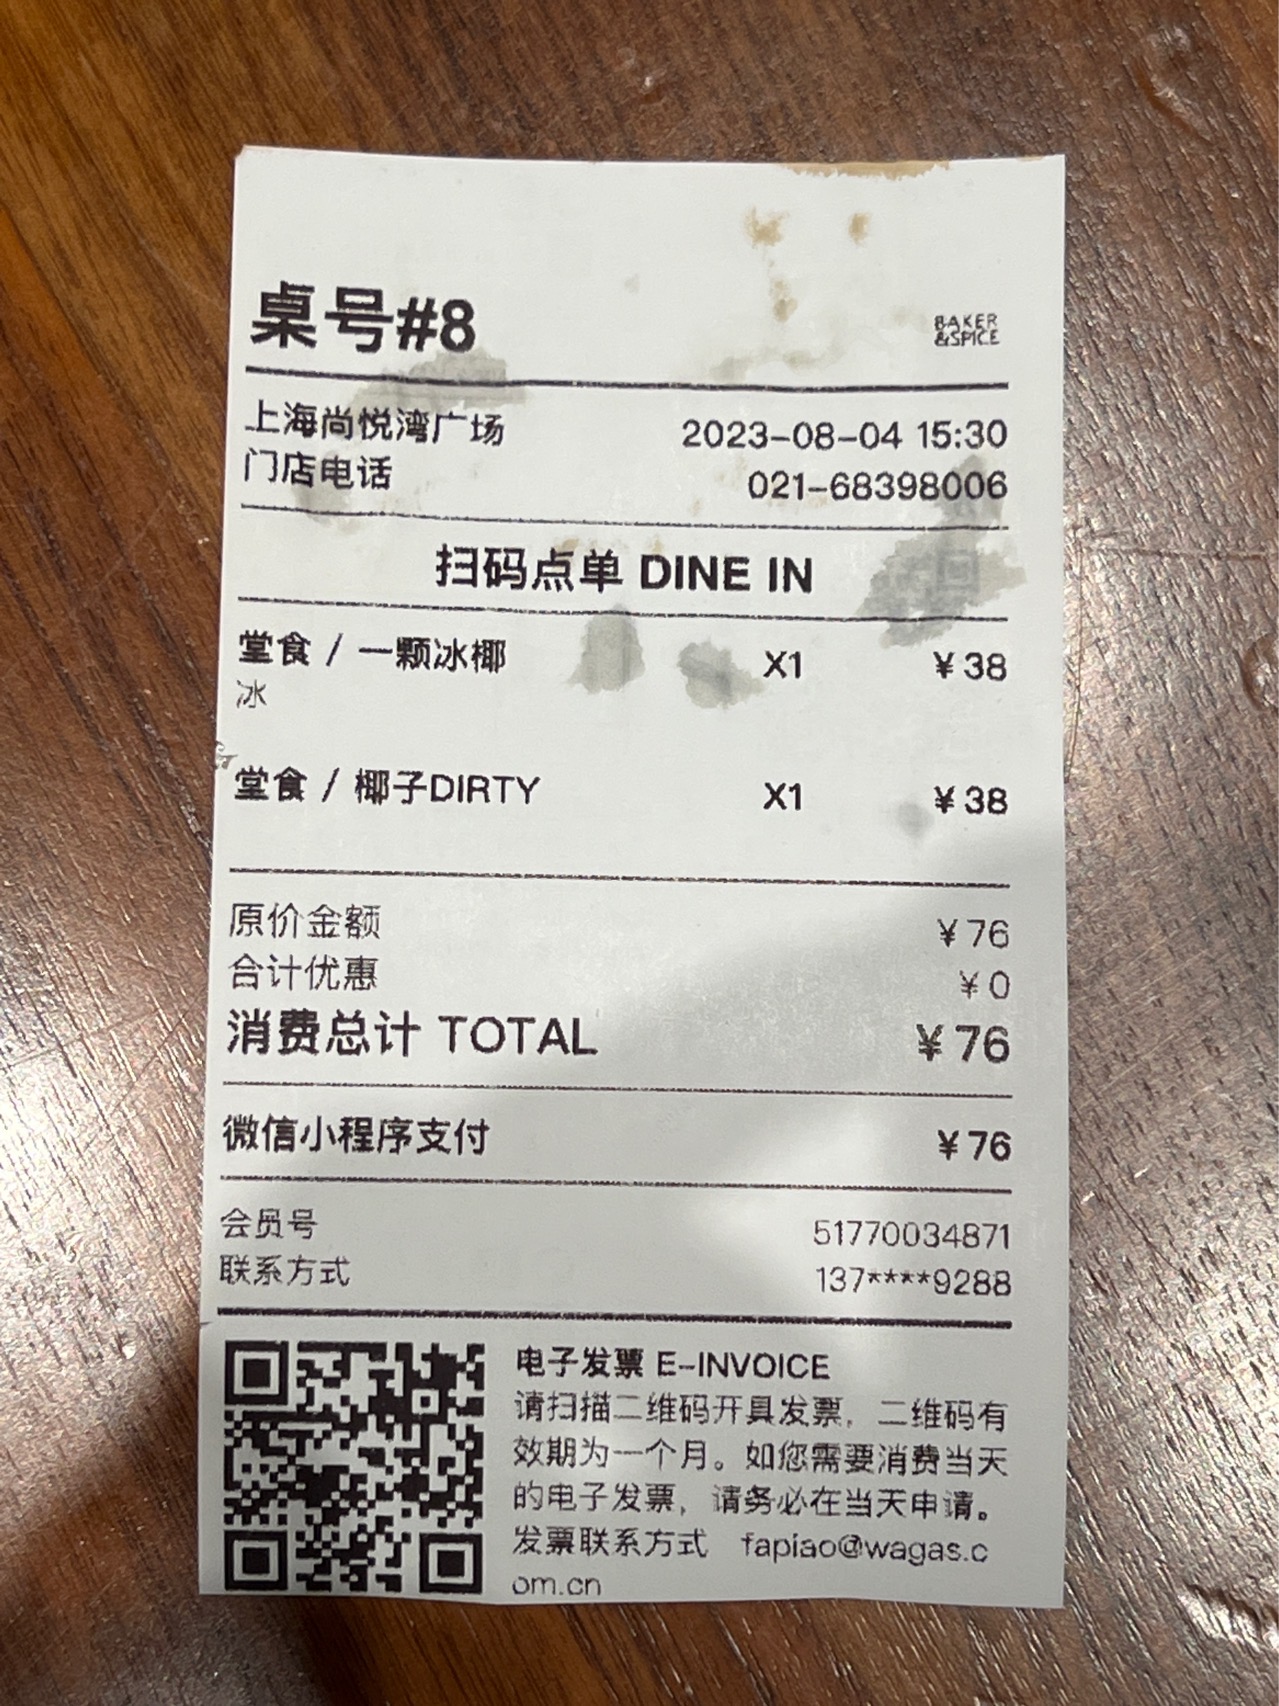 桌号#8
BAKER
&SPICE
上海尚悦湾广场 2023-08-04 15:30
门店电话 021-68398006
扫码点单 DINE IN
堂食 / 一颗冰椰 X1 ¥38
冰
堂食 / 椰子DIRTY X1 ¥38
原价金额 ¥76
合计优惠 ¥0
消费总计 TOTAL ¥76
微信小程序支付 ¥76
会员号 51770034871
联系方式 137****9288
电子发票 E-INVOICE
请扫描二维码开具发票，二维码有
效期为一个月。如您需要消费当天
的电子发票，请务必在当天申请。
发票联系方式 fapiao@wagas.c
om.cn